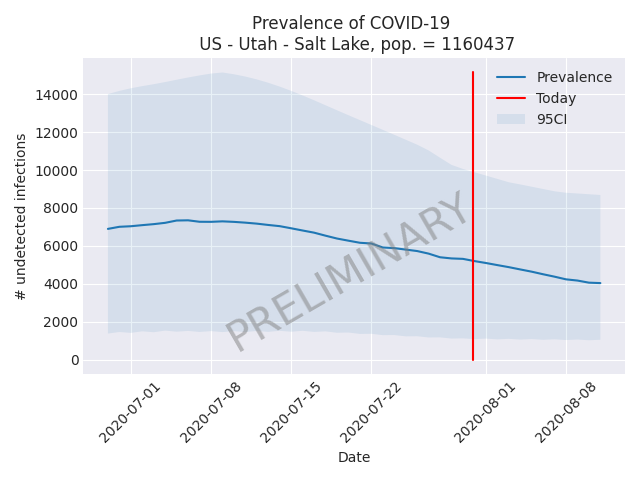 Prevalence of COVID-19
US - Utah - Salt Lake, pop. = 1160437
Prevalence
Today
95CI
14000
12000
10000
8000
6000
4000
2000
0
# undetected infections
PRELIMINARY
2020-07-01
2020-07-08
2020-07-15
2020-07-22
2020-08-01
2020-08-08
Date